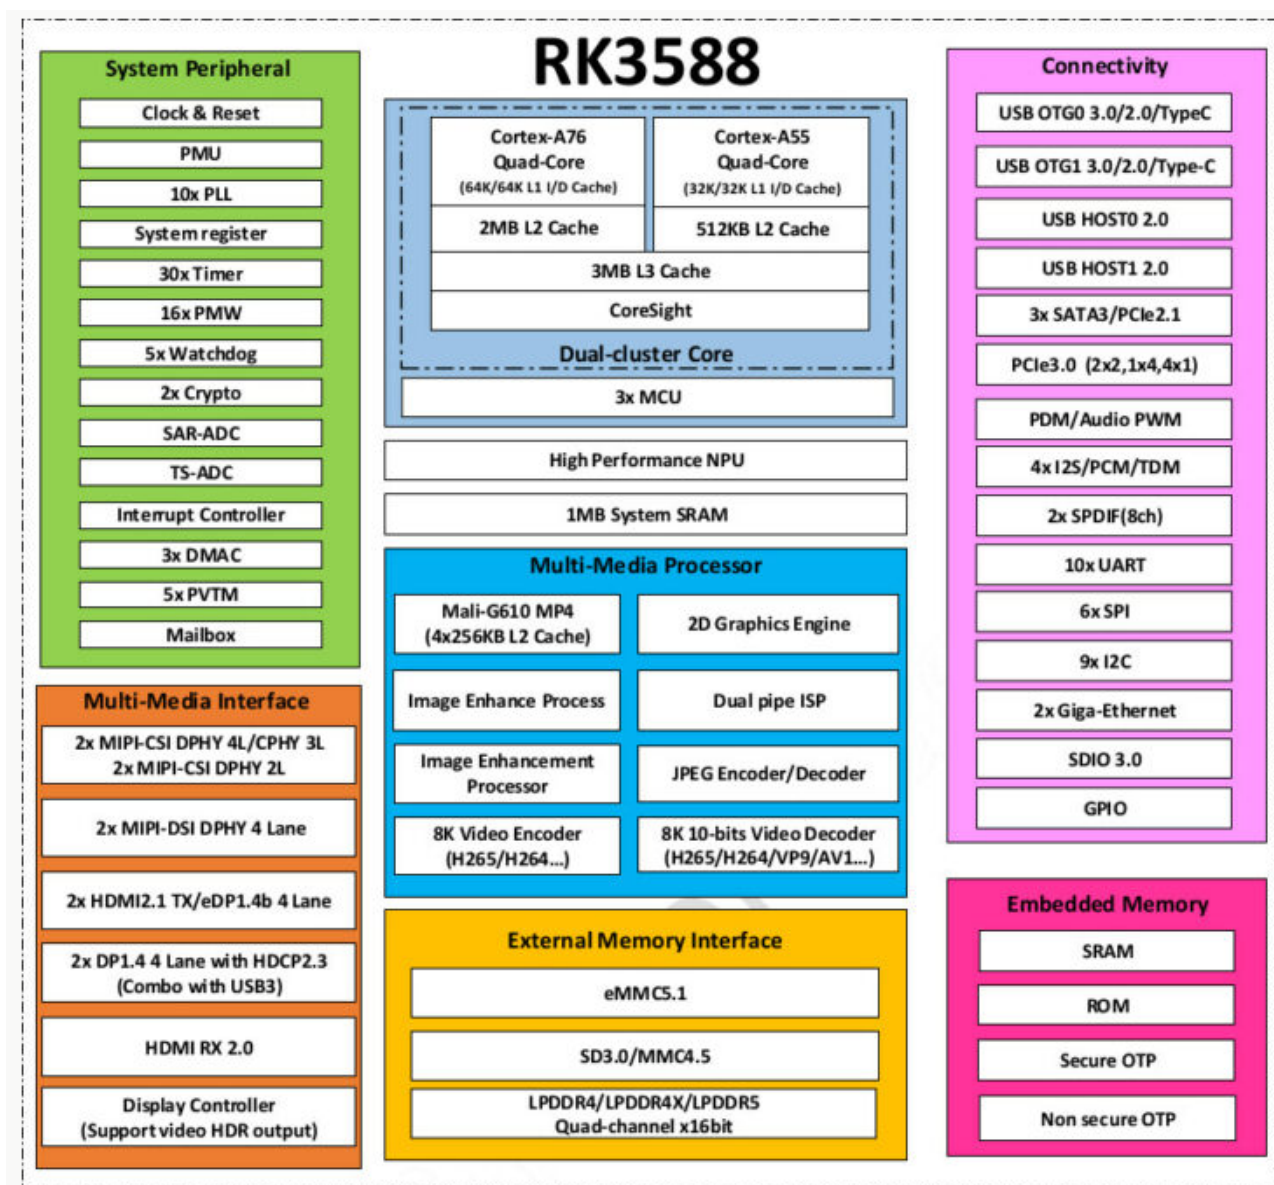 RK3588
System Peripheral
Clock & Reset
PMU
10x PLL
System register
30x Timer
16x PMW
5x Watchdog
2x Crypto
SAR-ADC
TS-ADC
Interrupt Controller
3x DMAC
5x PVTM
Mailbox
Multi-Media Interface
2x MIPI-CSI DPHY 4L/CPHY 3L
2x MIPI-CSI DPHY 2L
2x MIPI-DSI DPHY 4 Lane
2x HDMI2.1 TX/eDP1.4b 4 Lane
2x DP1.4 4 Lane with HDCP2.3
(Combo with USB3)
HDMI RX 2.0
Display Controller
(Support video HDR output)
Cortex-A76
Quad-Core
(64K/64K L1 I/D Cache)
2MB L2 Cache
Cortex-A55
Quad-Core
(32K/32K L1 I/D Cache)
512KB L2 Cache
3MB L3 Cache
CoreSight
Dual-cluster Core
3x MCU
High Performance NPU
1MB System SRAM
Multi-Media Processor
Mali-G610 MP4
(4x256KB L2 Cache)
2D Graphics Engine
Image Enhance Process
Dual pipe ISP
Image Enhancement
Processor
JPEG Encoder/Decoder
8K Video Encoder
(H265/H264...)
8K 10-bits Video Decoder
(H265/H264/VP9/AV1...)
External Memory Interface
eMMC5.1
SD3.0/MMC4.5
LPDDR4/LPDDR4X/LPDDR5
Quad-channel x16bit
Connectivity
USB OTG0 3.0/2.0/TypeC
USB OTG1 3.0/2.0/Type-C
USB HOST0 2.0
USB HOST1 2.0
3x SATA3/PCIe2.1
PCIe3.0 (2x2,1x4,4x1)
PDM/Audio PWM
4x I2S/PCM/TDM
2x SPDIF(8ch)
10x UART
6x SPI
9x I2C
2x Giga-Ethernet
SDIO 3.0
GPIO
Embedded Memory
SRAM
ROM
Secure OTP
Non secure OTP